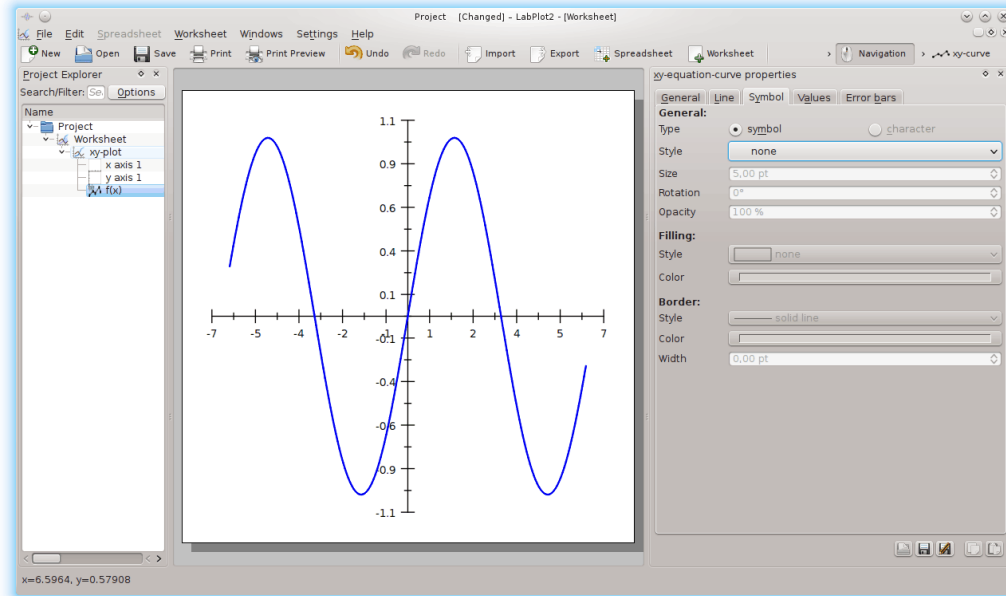 Project [Changed] – LabPlot2 - [Worksheet]
File Edit Spreadsheet Worksheet Windows Settings Help
New Open Save Print Print Preview Undo Redo Import Export Spreadsheet Worksheet Navigation xy-curve
Project Explorer
Search/Filter: Options
Name
Project
Worksheet
xy-plot
x axis 1
y axis 1
f(x)
1.1
0.9
0.6
0.4
0.1
-7 -5 -4 -2 -1 1 2 4 5 7
-0.1
-0.4
-0.6
-0.9
-1.1
xy-equation-curve properties
General Line Symbol Values Error bars
General:
Type symbol character
Style none
Size 5,00 pt
Rotation 0°
Opacity 100 %
Filling:
Style none
Color
Border:
Style solid line
Color
Width 0,00 pt
x=6.5964, y=0.57908